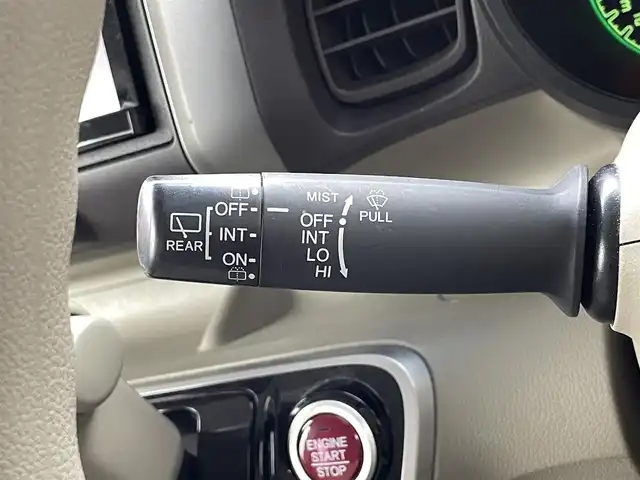 MIST
PULL
OFF
INT
LO
HI
OFF
INT
ON
REAR
ENGINE
START
STOP